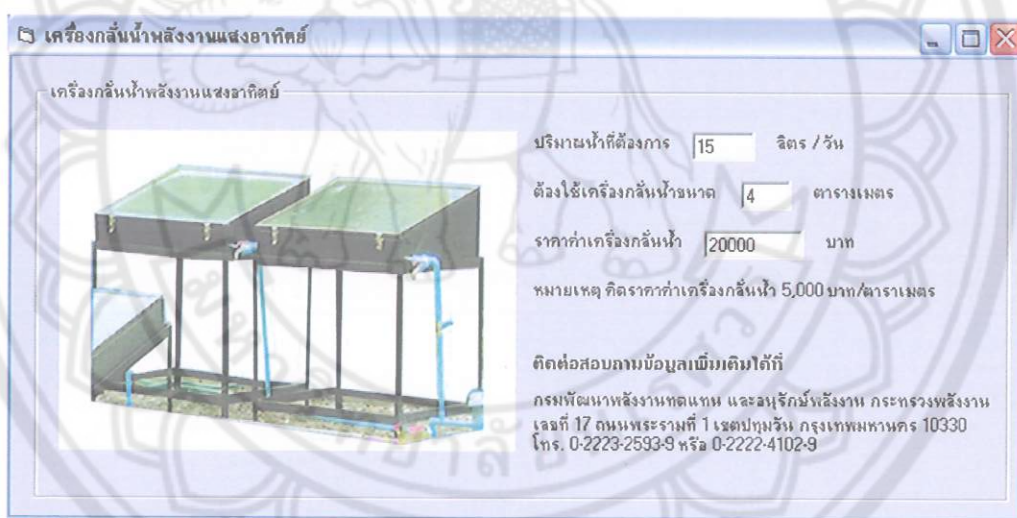 เครื่องกลั่นน้ำพลังงานแสงอาทิตย์
เครื่องกลั่นน้ำพลังงานแสงอาทิตย์
ปริมาณน้ำที่ต้องการ 15 ลิตร / วัน
ต้องใช้เครื่องกลั่นน้ำขนาด 4 ตารางเมตร
ราคาค่าเครื่องกลั่นน้ำ 20000 บาท
หมายเหตุ คิดราคาค่าเครื่องกลั่นน้ำ 5,000 บาท/ตาราเมตร
ติดต่อสอบถามข้อมูลเพิ่มเติมได้ที่
กรมพัฒนาพลังงานทดแทน และอนุรักษ์พลังงาน กระทรวงพลังงาน
เลขที่ 17 ถนนพระรามที่ 1 เขตปทุมวัน กรุงเทพมหานคร 10330
โทร. 0-2223-2593-9 หรือ 0-2222-4102-9